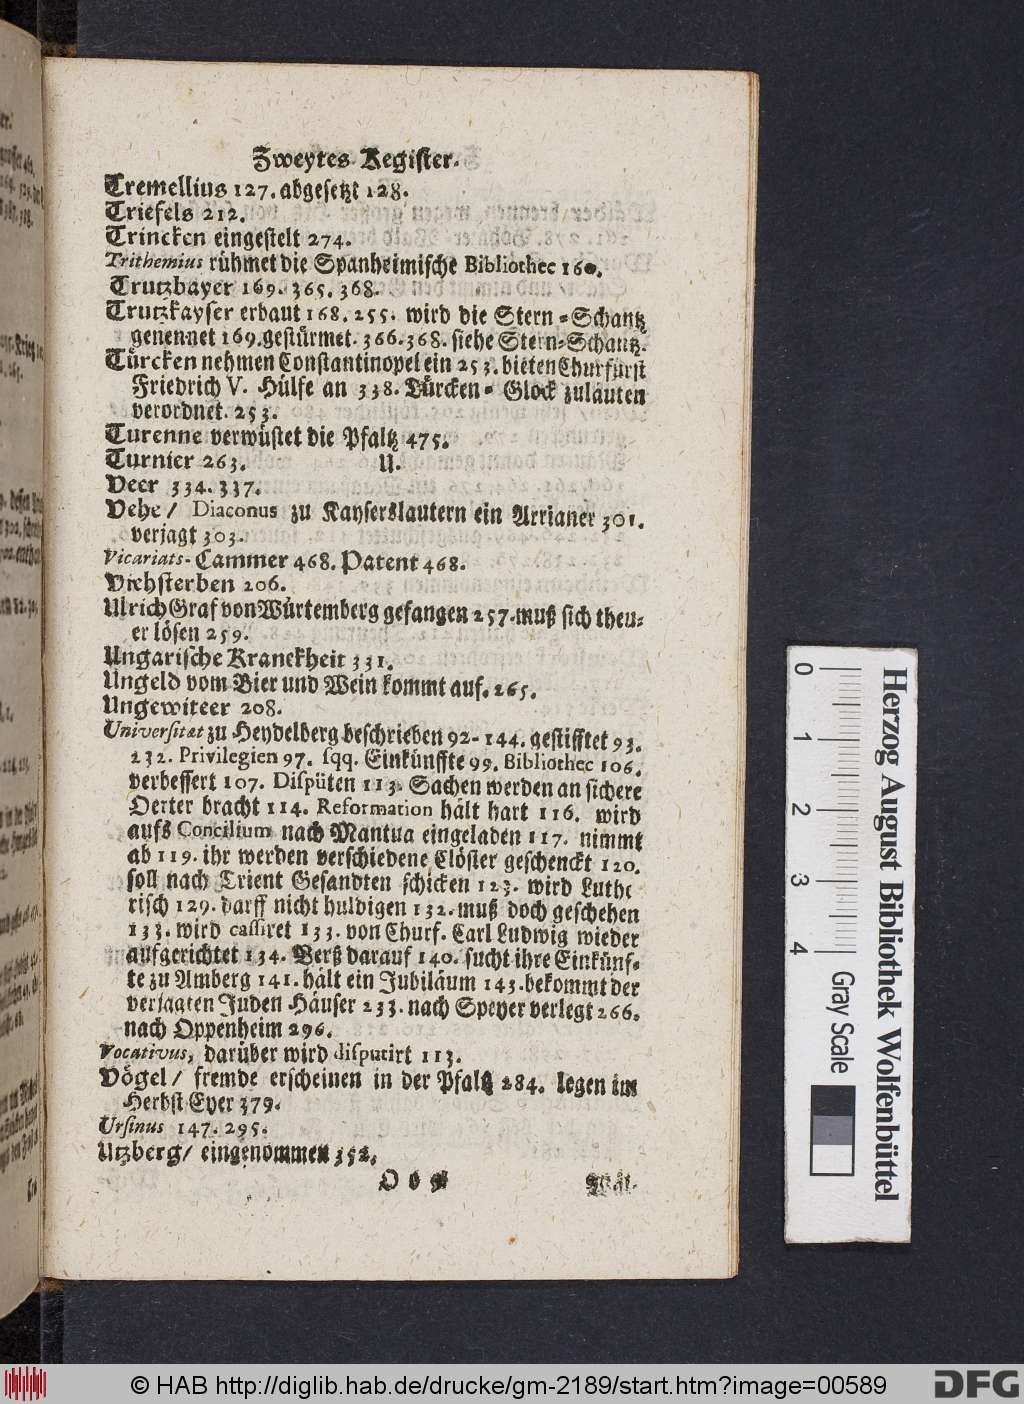 Zweytes Register.
Tremellius 127. abgesetzt 128.
Triefels 212.
Trincken eingestelt 274.
Trithemius rühmet die Spanheimische Bibliothec
Trutzbayer 169. 365. 368.
Trutzkayser erbaut 168. 255. wird die Stern-Schantz
genennet 169. gestürmet. 366. 368. siehe Stern-Schantz.
Türcken nehmen Constantinopel ein 253. bieten Churfürst
Friedrich V. Hülfe an 338. Türcken-Glock zuläuten
verordnet. 253.
Turenne verwüstet die Pfaltz 475.
Turnier 263. U.
Veer 334. 337.
Vehe / Diaconus zu Kayserslautern ein Arrianer 301.
verjagt 303.
Vicariats-Cammer 468. Patent 468.
Viehsterben 206.
Ulrich Graf von Würtemberg gefangen 257. muß sich theu-
er lösen 259.
Ungarische Kranckheit 331.
Ungeld vom Bier und Wein kommt auf. 265.
Ungewitter 208.
Universitæt zu Heydelberg beschrieben 92-144. gestifftet 93.
232. Privilegien 97. sqq. Einkünffte 99. Bibliothec 106.
verbessert 107. Dispüten 113. Sachen werden an sichere
Oerter bracht 114. Reformation hält hart 116. wird
aufs Concilium nach Mantua eingeladen 117. nimmt
ab 119. ihr werden verschiedene Clöster geschenckt 120.
soll nach Trient Gesandten schicken 123. wird Luthe
risch 129. darff nicht huldigen 132. muß doch geschehen
133. wird cassiret 133. von Churf. Carl Ludwig wieder
aufgerichtet 134. Verß darauf 140. sucht ihre Einkünf-
te zu Amberg 141. hält ein Jubiläum 143. bekommt der
verjagten Juden Häuser 233. nach Speyer verlegt 266.
nach Oppenheim 296.
Vocativus, darüber wird disputirt 113.
Vögel / fremde erscheinen in der Pfaltz 284. legen im
Herbst Eyer 379.
Ursinus 147. 295.
Utzberg / eingenommen 352.
Wäl-
0 1 2 3 4
Gray Scale
Herzog August Bibliothek Wolfenbüttel
© HAB http://diglib.hab.de/drucke/gm-2189/start.htm?image=00589
DFG